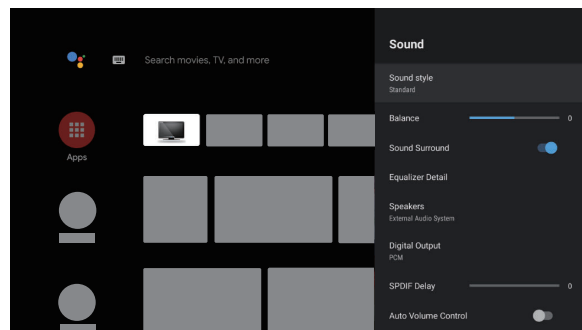 Search movies, TV, and more
Apps
Sound
Sound style
Standard
Balance
0
Sound Surround
Equalizer Detail
Speakers
External Audio System
Digital Output
PCM
SPDIF Delay
0
Auto Volume Control